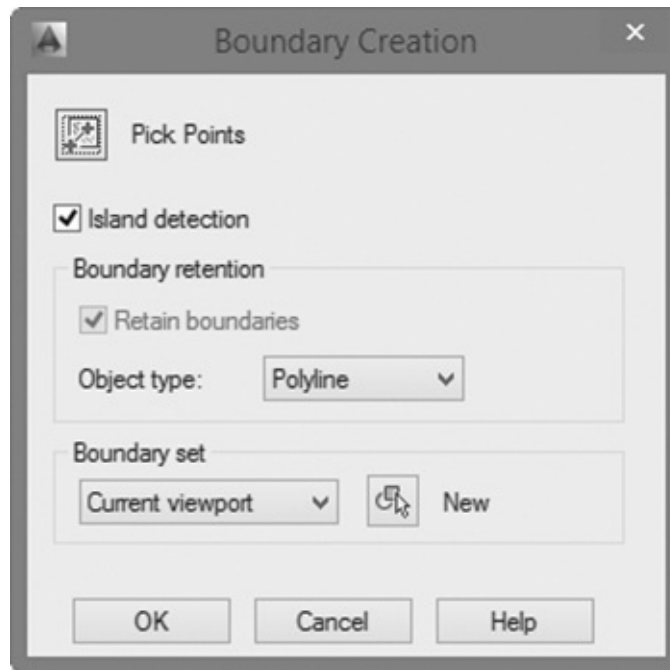 Boundary Creation
Pick Points
Island detection
Boundary retention
Retain boundaries
Object type: Polyline
Boundary set
Current viewport New
OK Cancel Help